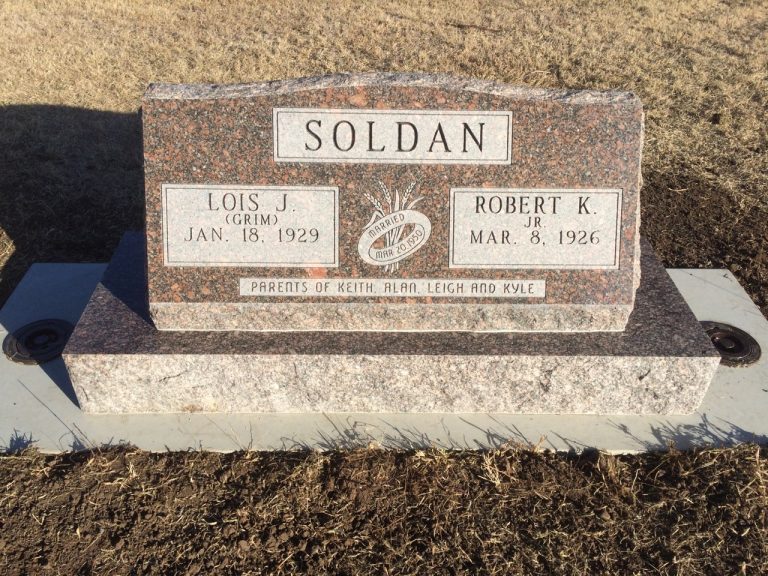 SOLDAN
LOIS J.
(GRIM)
JAN. 18, 1929
MARRIED
MAR. 20, 1950
ROBERT K.
JR.
MAR. 8, 1926
PARENTS OF KEITH, ALAN, LEIGH AND KYLE